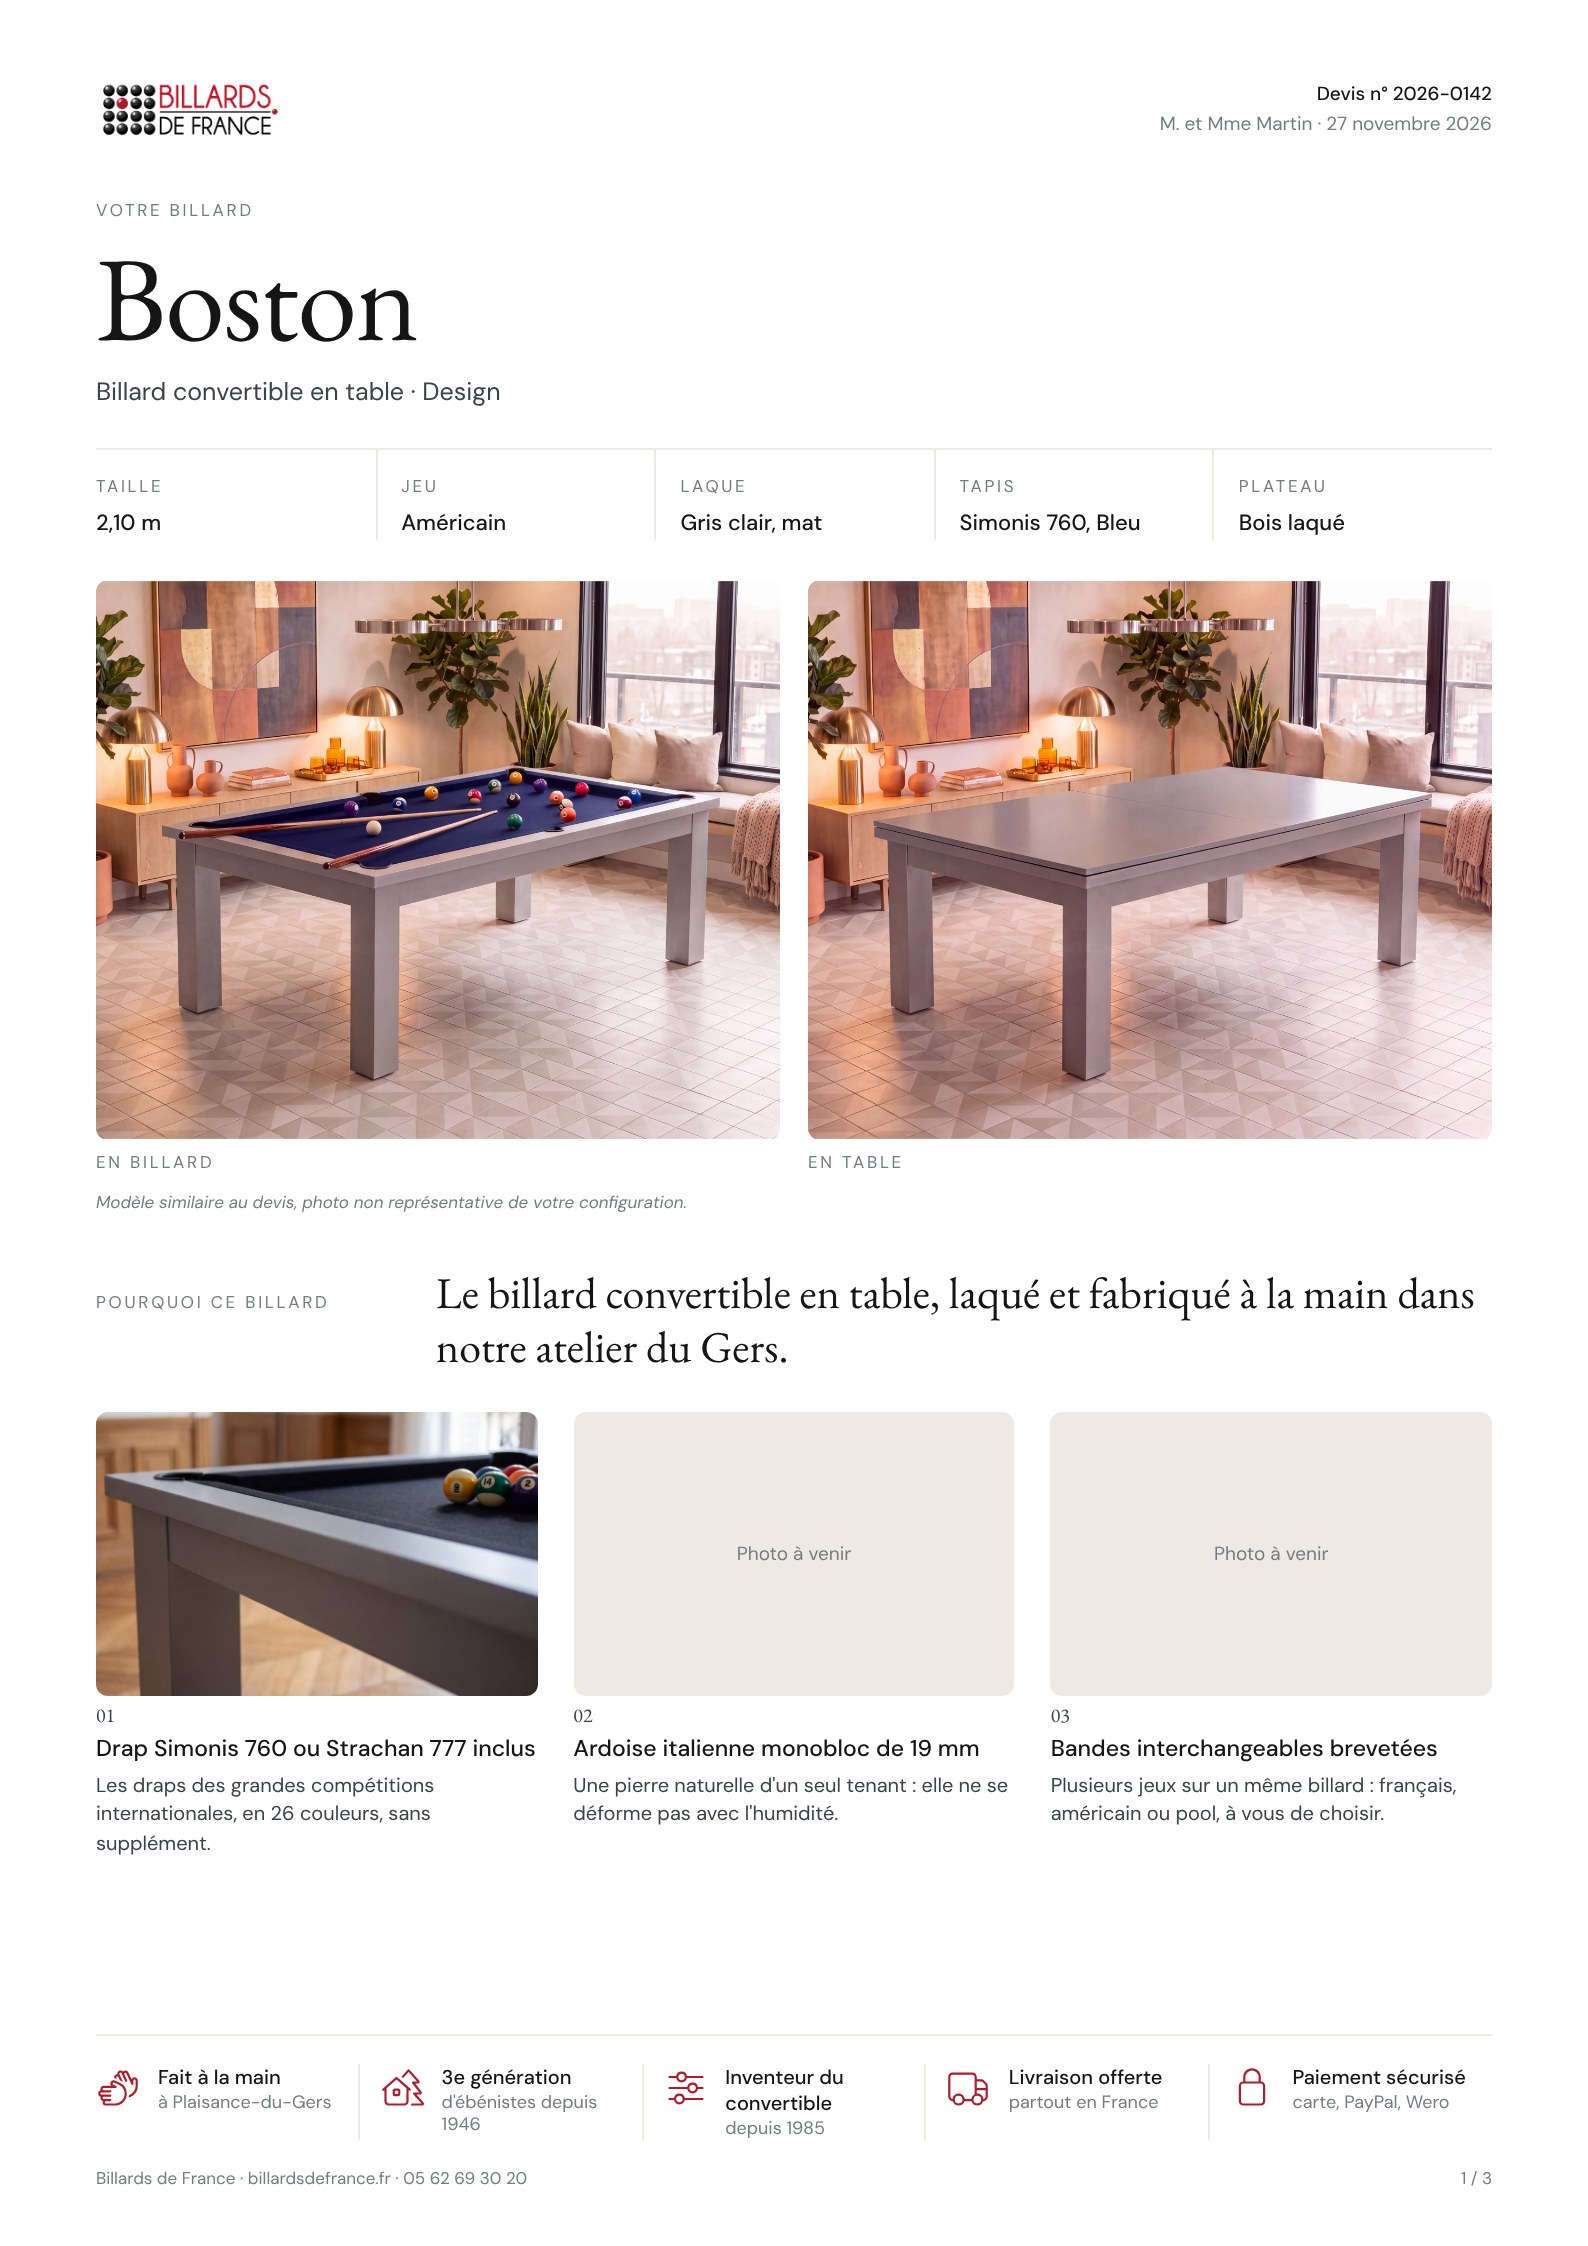 BILLARDS
DE FRANCE
Devis n° 2026-0142
M. et Mme Martin · 27 novembre 2026
VOTRE BILLARD
Boston
Billard convertible en table · Design
TAILLE
2,10 m
JEU
Américain
LAQUE
Gris clair, mat
TAPIS
Simonis 760, Bleu
PLATEAU
Bois laqué
EN BILLARD
EN TABLE
Modèle similaire au devis, photo non représentative de votre configuration.
POURQUOI CE BILLARD
Le billard convertible en table, laqué et fabriqué à la main dans
notre atelier du Gers.
14
2
Photo à venir
Photo à venir
01
Drap Simonis 760 ou Strachan 777 inclus
Les draps des grandes compétitions
internationales, en 26 couleurs, sans
supplément.
02
Ardoise italienne monobloc de 19 mm
Une pierre naturelle d'un seul tenant : elle ne se
déforme pas avec l'humidité.
03
Bandes interchangeables brevetées
Plusieurs jeux sur un même billard : français,
américain ou pool, à vous de choisir.
Fait à la main
à Plaisance-du-Gers
3e génération
d'ébénistes depuis
1946
Inventeur du
convertible
depuis 1985
Livraison offerte
partout en France
Paiement sécurisé
carte, PayPal, Wero
Billards de France · billardsdefrance.fr · 05 62 69 30 20
1 / 3